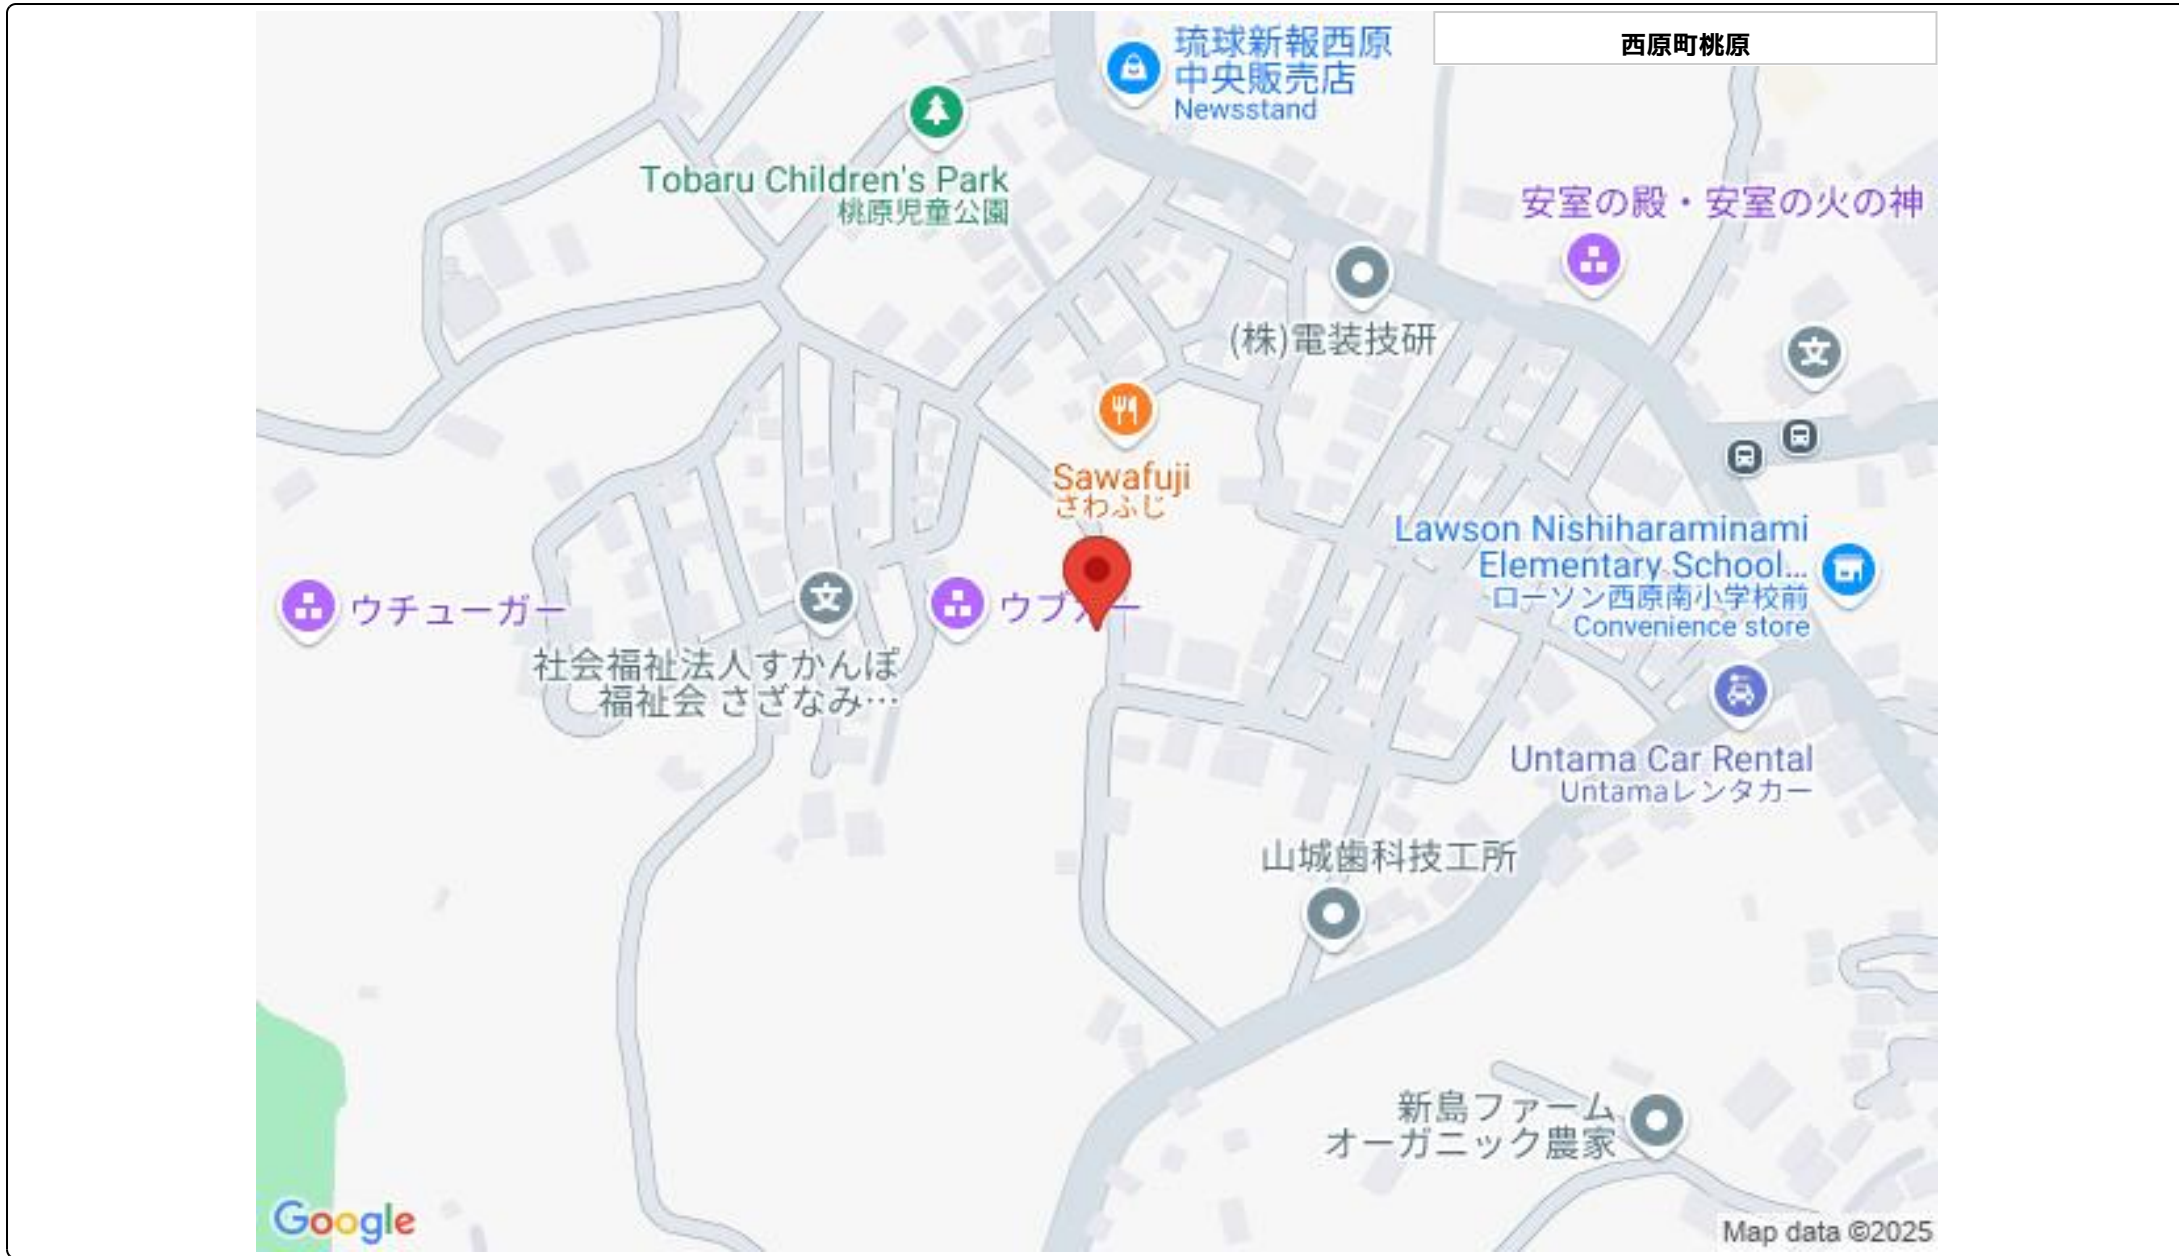 西原町桃原
琉球新報西原
中央販売店
Newsstand
Tobaru Children's Park
桃原児童公園
安室の殿・安室の火の神
(株)電装技研
Sawafuji
さわふじ
Lawson Nishiharaminami
Elementary School...
ローソン西原南小学校前
Convenience store
ウチューガー
ウブガー
社会福祉法人すかんぽ
福祉会 さざなみ…
Untama Car Rental
Untamaレンタカー
山城歯科技工所
新島ファーム
オーガニック農家
Google
Map data ©2025